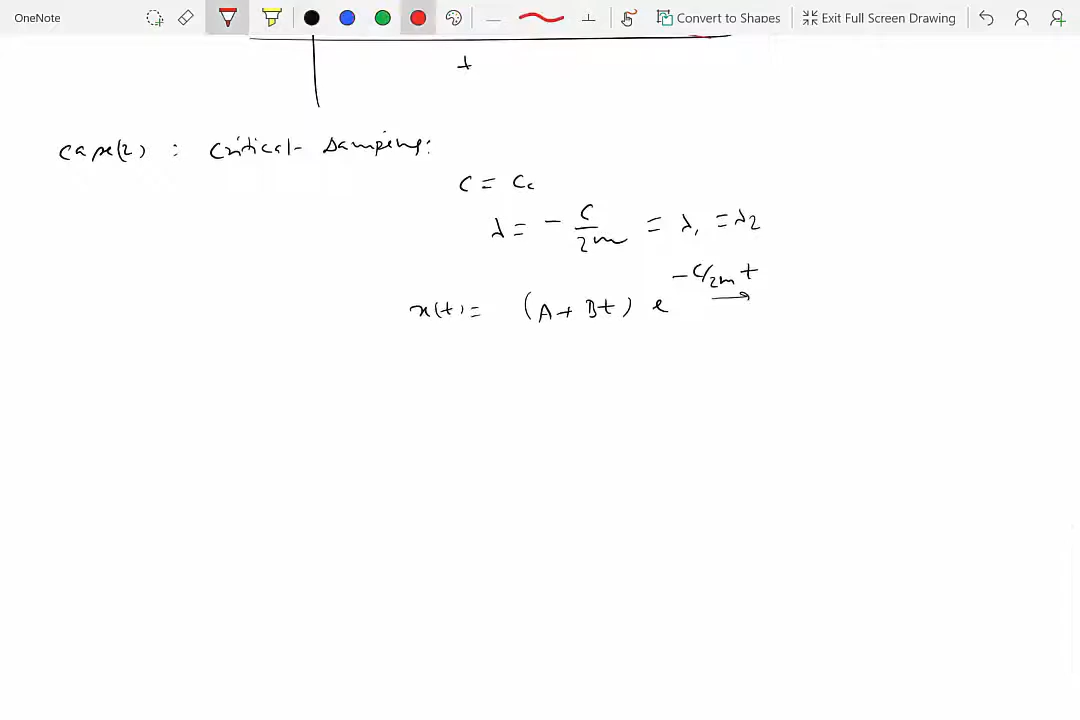 OneNote
Convert to Shapes
Exit Full Screen Drawing
t
case(2) : Critical- Damping:
C = Cc
λ = - C/2m = λ1 = λ2
x(t) = (A + Bt) e^{-C/2m t}